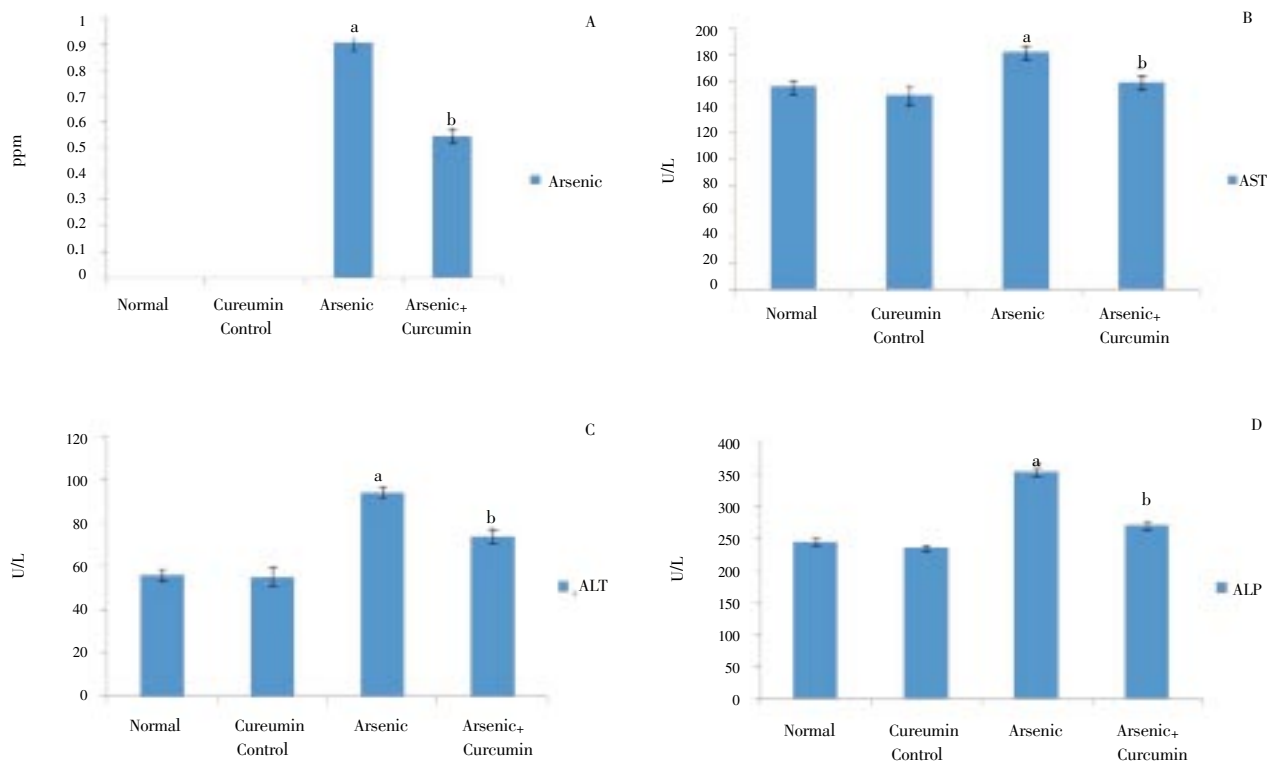 A
1
0.9
0.8
0.7
0.6
0.5
0.4
0.3
0.2
0.1
0
ppm
a
b
Arsenic
Normal
Cureumin
Control
Arsenic
Arsenic+
Curcumin
B
200
180
160
140
120
100
80
60
40
20
0
U/L
a
b
AST
Normal
Cureumin
Control
Arsenic
Arsenic+
Curcumin
C
120
100
80
60
40
20
0
U/L
a
b
ALT
Normal
Cureumin
Control
Arsenic
Arsenic+
Curcumin
D
400
350
300
250
200
150
100
50
0
U/L
a
b
ALP
Normal
Cureumin
Control
Arsenic
Arsenic+
Curcumin